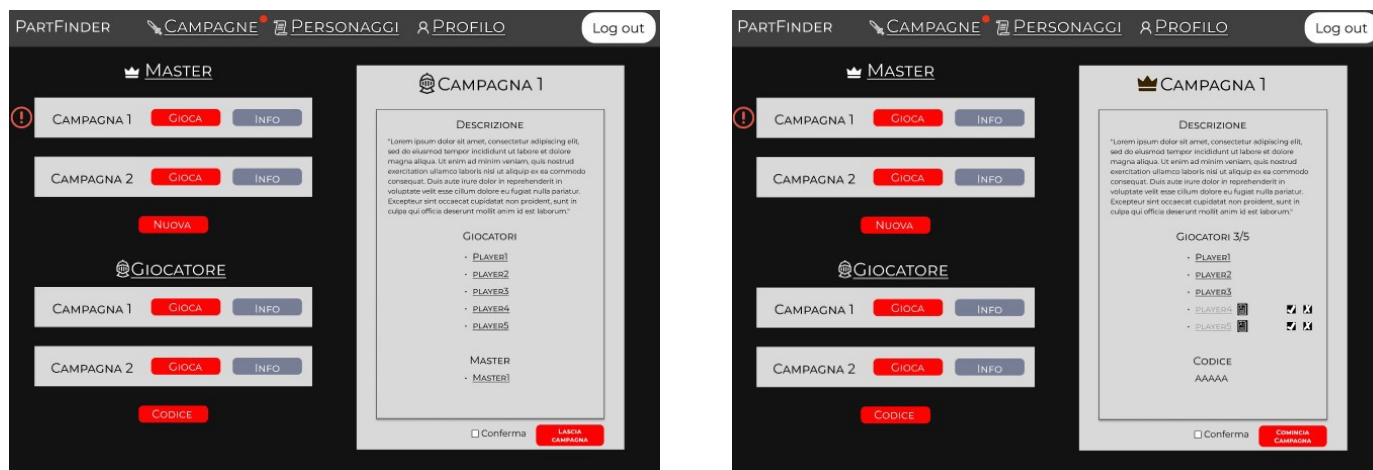 PartFinder Campagne Personaggi Profilo Log out
Master
Campagna 1 Gioca Info
Campagna 2 Gioca Info
Nuova
Giocatore
Campagna 1 Gioca Info
Campagna 2 Gioca Info
Codice
Campagna 1
Descrizione
"Lorem ipsum dolor sit amet, consectetur adipiscing elit,
sed do eiusmod tempor incididunt ut labore et dolore
magna aliqua. Ut enim ad minim veniam, quis nostrud
exercitation ullamco laboris nisi ut aliquip ex ea commodo
consequat. Duis aute irure dolor in reprehenderit in
voluptate velit esse cillum dolore eu fugiat nulla pariatur.
Excepteur sint occaecat cupidatat non proident, sunt in
culpa qui officia deserunt mollit anim id est laborum."
Giocatori
· Player1
· Player2
· player3
· player4
· player5
Master
· Master1
Conferma
Lascia
campagna
PartFinder Campagne Personaggi Profilo Log out
Master
Campagna 1 Gioca Info
Campagna 2 Gioca Info
Nuova
Giocatore
Campagna 1 Gioca Info
Campagna 2 Gioca Info
Codice
Campagna 1
Descrizione
"Lorem ipsum dolor sit amet, consectetur adipiscing elit,
sed do eiusmod tempor incididunt ut labore et dolore
magna aliqua. Ut enim ad minim veniam, quis nostrud
exercitation ullamco laboris nisi ut aliquip ex ea commodo
consequat. Duis aute irure dolor in reprehenderit in
voluptate velit esse cillum dolore eu fugiat nulla pariatur.
Excepteur sint occaecat cupidatat non proident, sunt in
culpa qui officia deserunt mollit anim id est laborum."
Giocatori 3/5
· Player1
· player2
· player3
· player4
· player5
Codice
AAAAA
Conferma
Comincia
Campagna